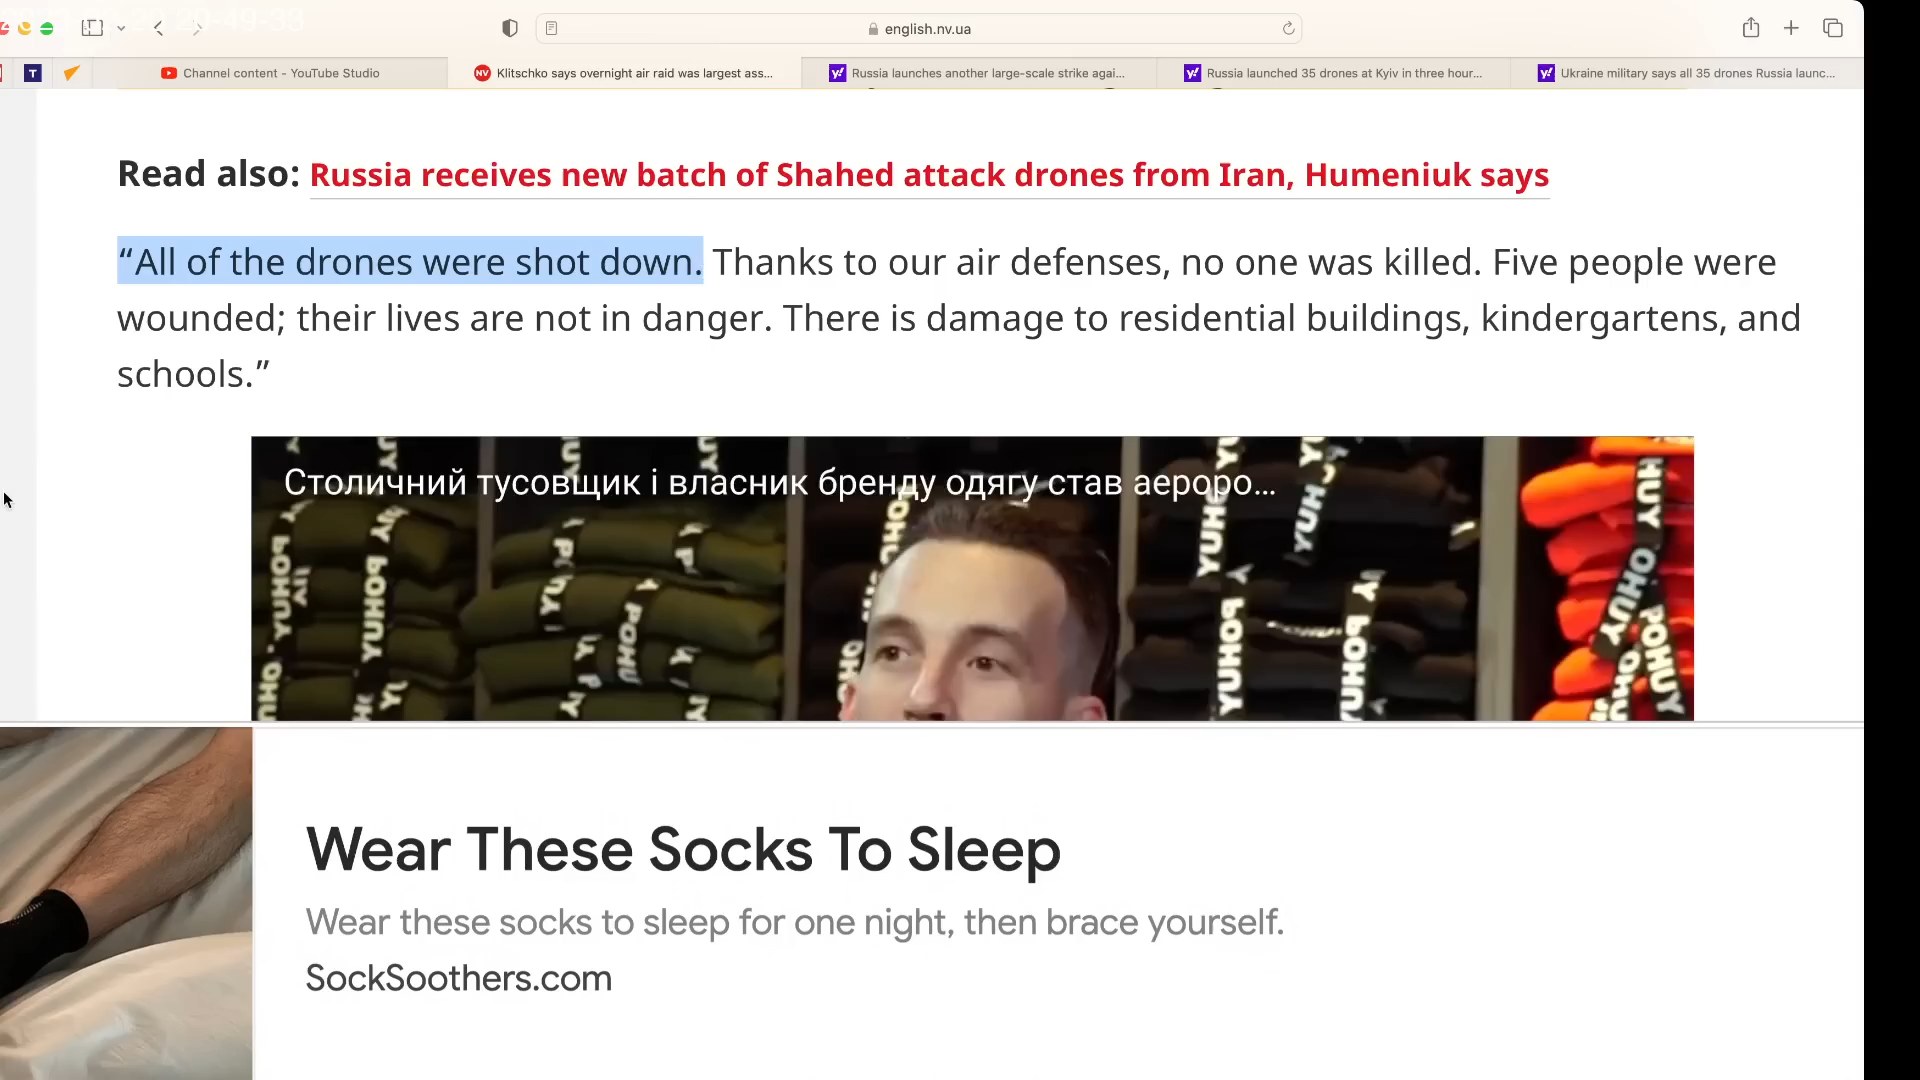 english.nv.ua
T
Channel content - YouTube Studio
NV
Klitschko says overnight air raid was largest ass...
y!
Russia launches another large-scale strike agai...
y!
Russia launched 35 drones at Kyiv in three hour...
y!
Ukraine military says all 35 drones Russia launc...
Read also: Russia receives new batch of Shahed attack drones from Iran, Humeniuk says
“All of the drones were shot down. Thanks to our air defenses, no one was killed. Five people were
wounded; their lives are not in danger. There is damage to residential buildings, kindergartens, and
schools.”
Столичний тусовщик і власник бренду одягу став аероро...
Wear These Socks To Sleep
Wear these socks to sleep for one night, then brace yourself.
SockSoothers.com